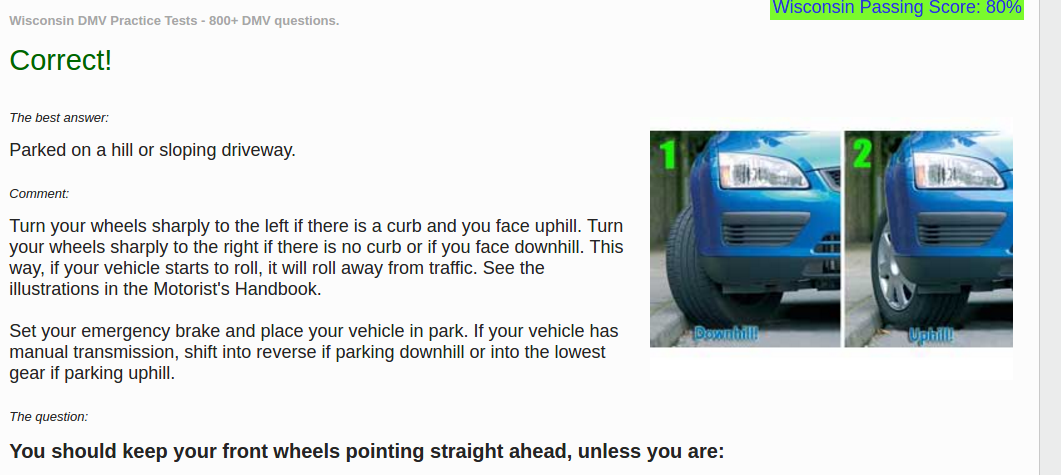 Wisconsin Passing Score: 80%
Wisconsin DMV Practice Tests - 800+ DMV questions.
Correct!
The best answer:
Parked on a hill or sloping driveway.
Comment:
Turn your wheels sharply to the left if there is a curb and you face uphill. Turn
your wheels sharply to the right if there is no curb or if you face downhill. This
way, if your vehicle starts to roll, it will roll away from traffic. See the
illustrations in the Motorist's Handbook.
Set your emergency brake and place your vehicle in park. If your vehicle has
manual transmission, shift into reverse if parking downhill or into the lowest
gear if parking uphill.
1
2
Downhill!
Uphill!
The question:
You should keep your front wheels pointing straight ahead, unless you are: